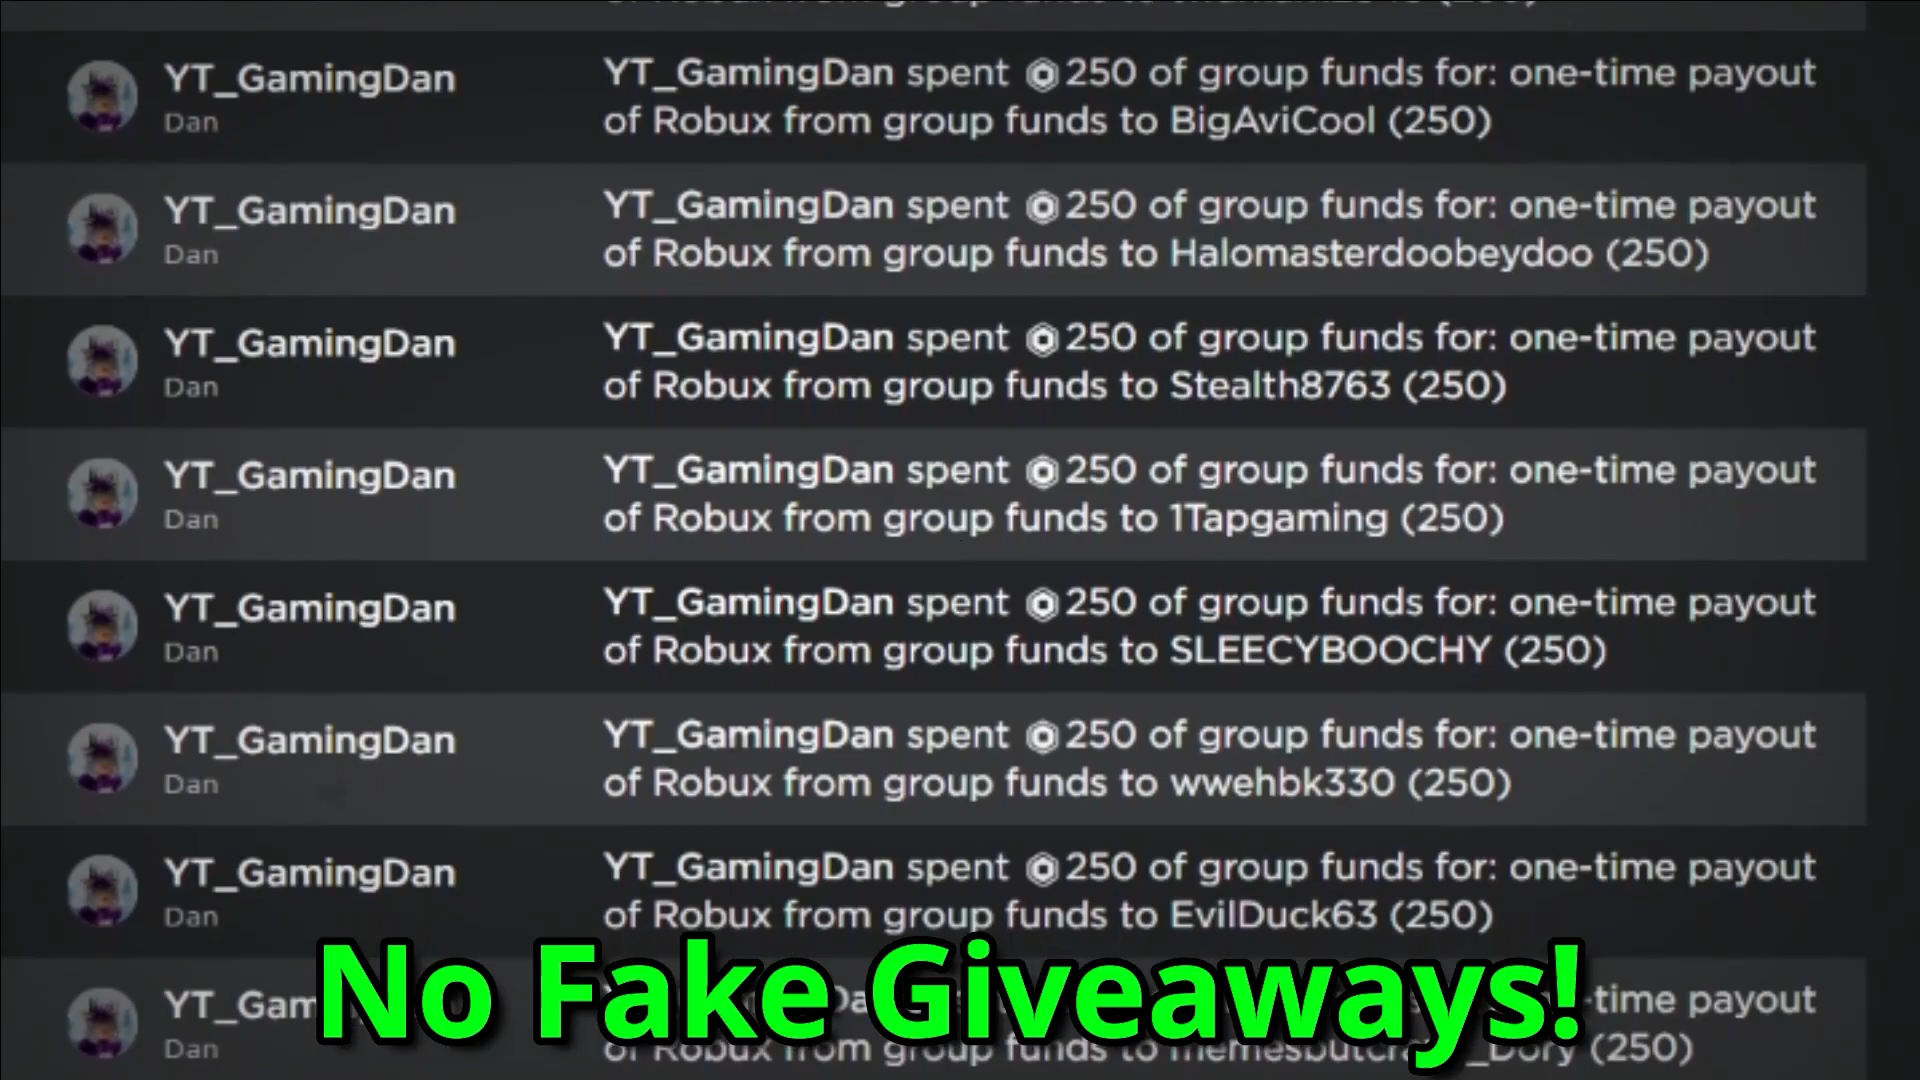 YT_GamingDan
Dan
YT_GamingDan spent 250 of group funds for: one-time payout
of Robux from group funds to BigAviCool (250)
YT_GamingDan
Dan
YT_GamingDan spent 250 of group funds for: one-time payout
of Robux from group funds to Halomasterdoobeydoo (250)
YT_GamingDan
Dan
YT_GamingDan spent 250 of group funds for: one-time payout
of Robux from group funds to Stealth8763 (250)
YT_GamingDan
Dan
YT_GamingDan spent 250 of group funds for: one-time payout
of Robux from group funds to 1Tapgaming (250)
YT_GamingDan
Dan
YT_GamingDan spent 250 of group funds for: one-time payout
of Robux from group funds to SLEECYBOOCHY (250)
YT_GamingDan
Dan
YT_GamingDan spent 250 of group funds for: one-time payout
of Robux from group funds to wwehbk330 (250)
YT_GamingDan
Dan
YT_GamingDan spent 250 of group funds for: one-time payout
of Robux from group funds to EvilDuck63 (250)
No Fake Giveaways!
Dan
payout
of Robux from group funds to (250)